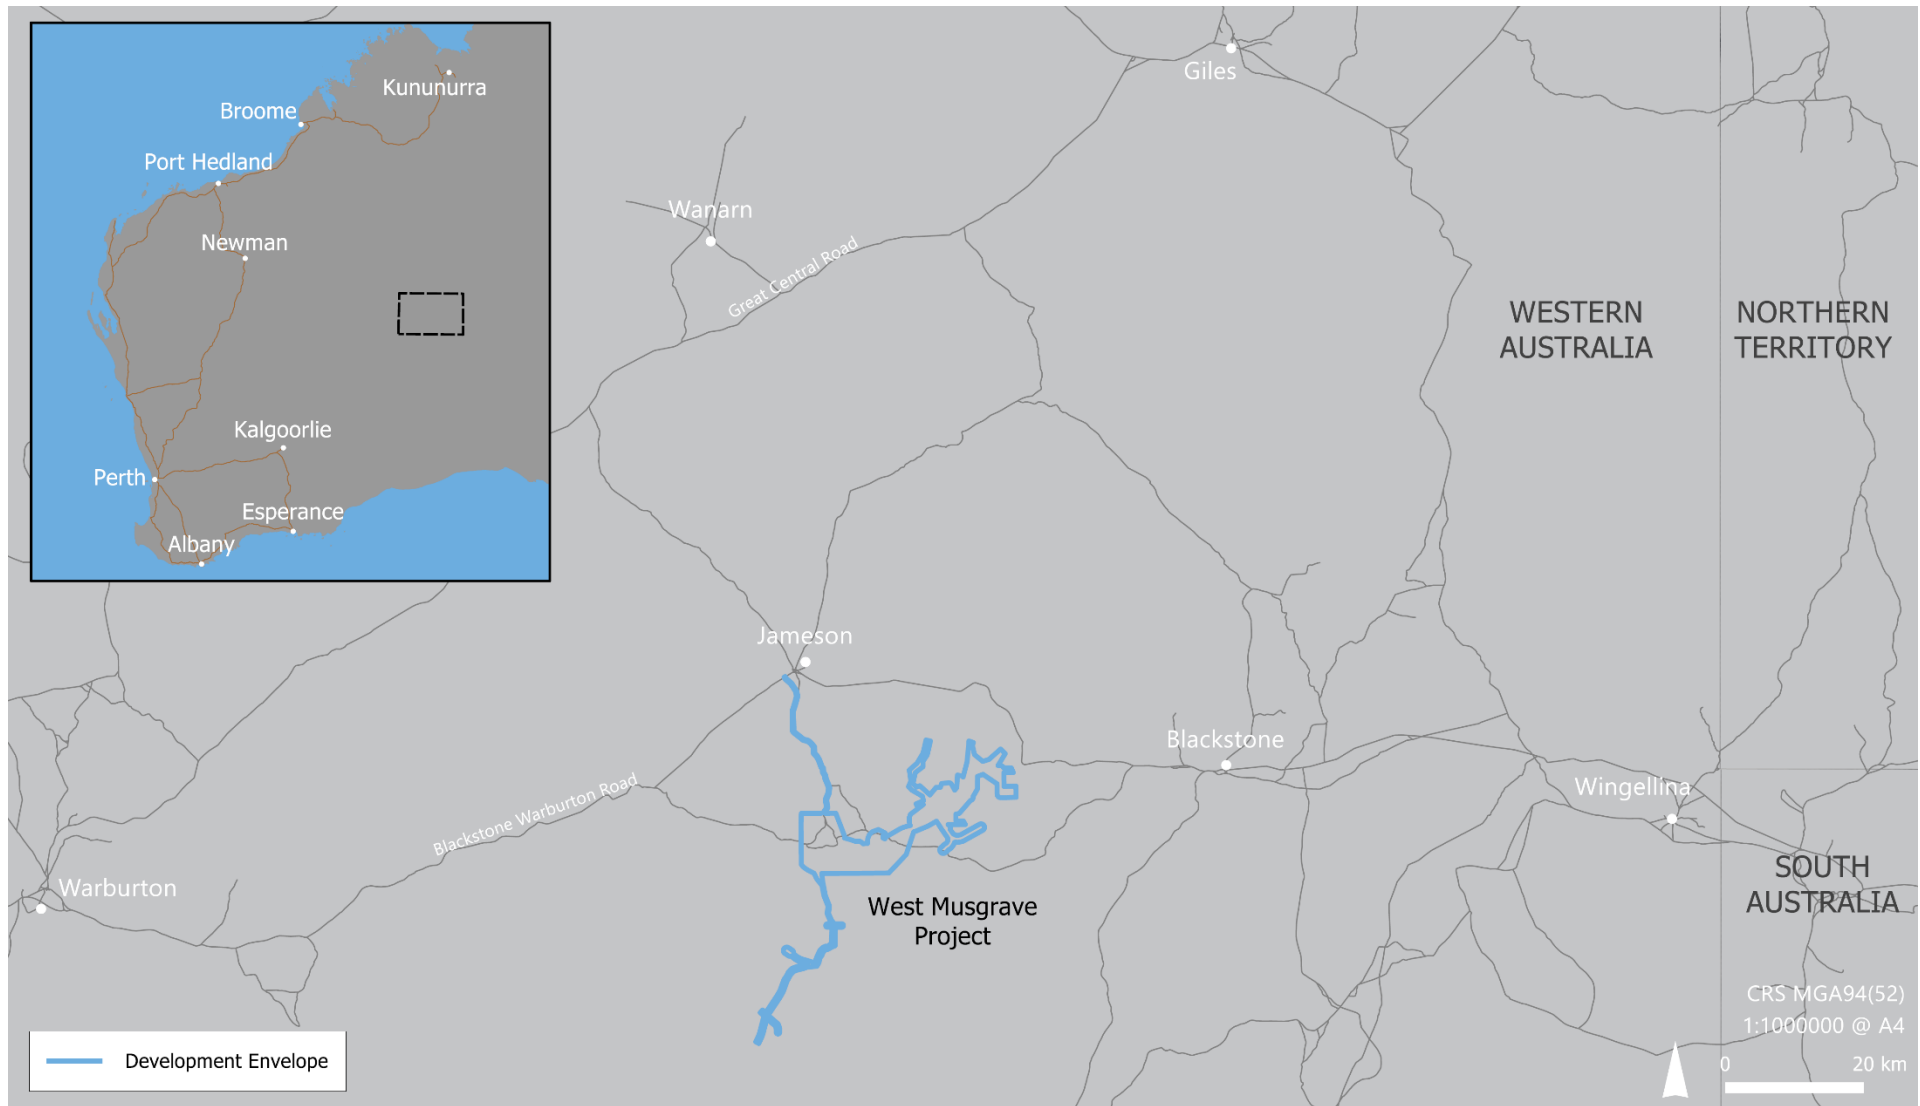 Kununurra
Broome
Port Hedland
Newman
Kalgoorlie
Perth
Esperance
Albany
Giles
Wanarn
Great Central Road
WESTERN
AUSTRALIA
NORTHERN
TERRITORY
Jameson
Blackstone
Wingellina
Blackstone Warburton Road
Warburton
West Musgrave
Project
SOUTH
AUSTRALIA
CRS MGA94(52)
1:1000000 @ A4
0 20 km
Development Envelope